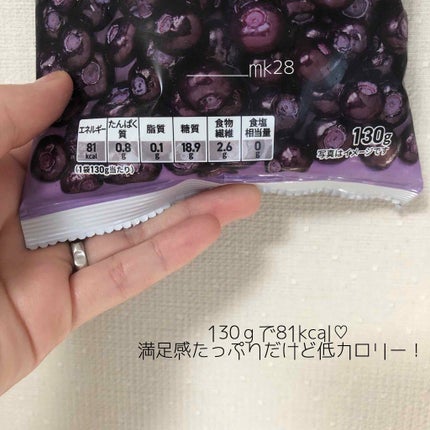 ____mk28
エネルギー たんぱく質 脂質 糖質 食物繊維 食塩相当量
81kcal 0.8g 0.1g 18.9g 2.6g 0g
(1袋130g当たり)
130g
写真はイメージです
130gで81kcal♡
満足感たっぷりだけど低カロリー！